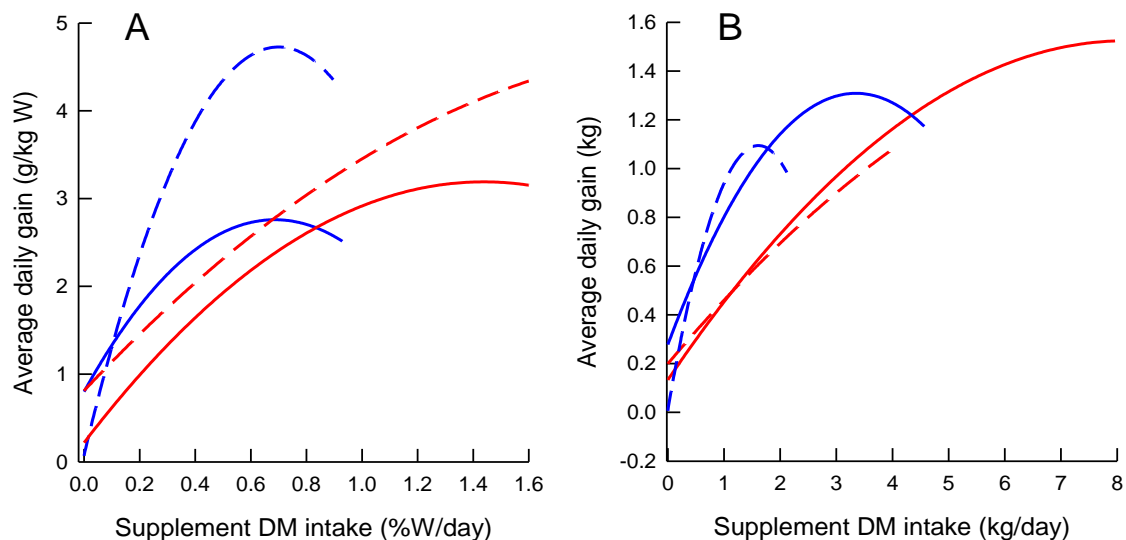 A
5
4
3
2
1
0
Average daily gain (g/kg W)
0.0 0.2 0.4 0.6 0.8 1.0 1.2 1.4 1.6
Supplement DM intake (%W/day)
B
1.6
1.4
1.2
1.0
0.8
0.6
0.4
0.2
0.0
-0.2
Average daily gain (kg)
0 1 2 3 4 5 6 7 8
Supplement DM intake (kg/day)